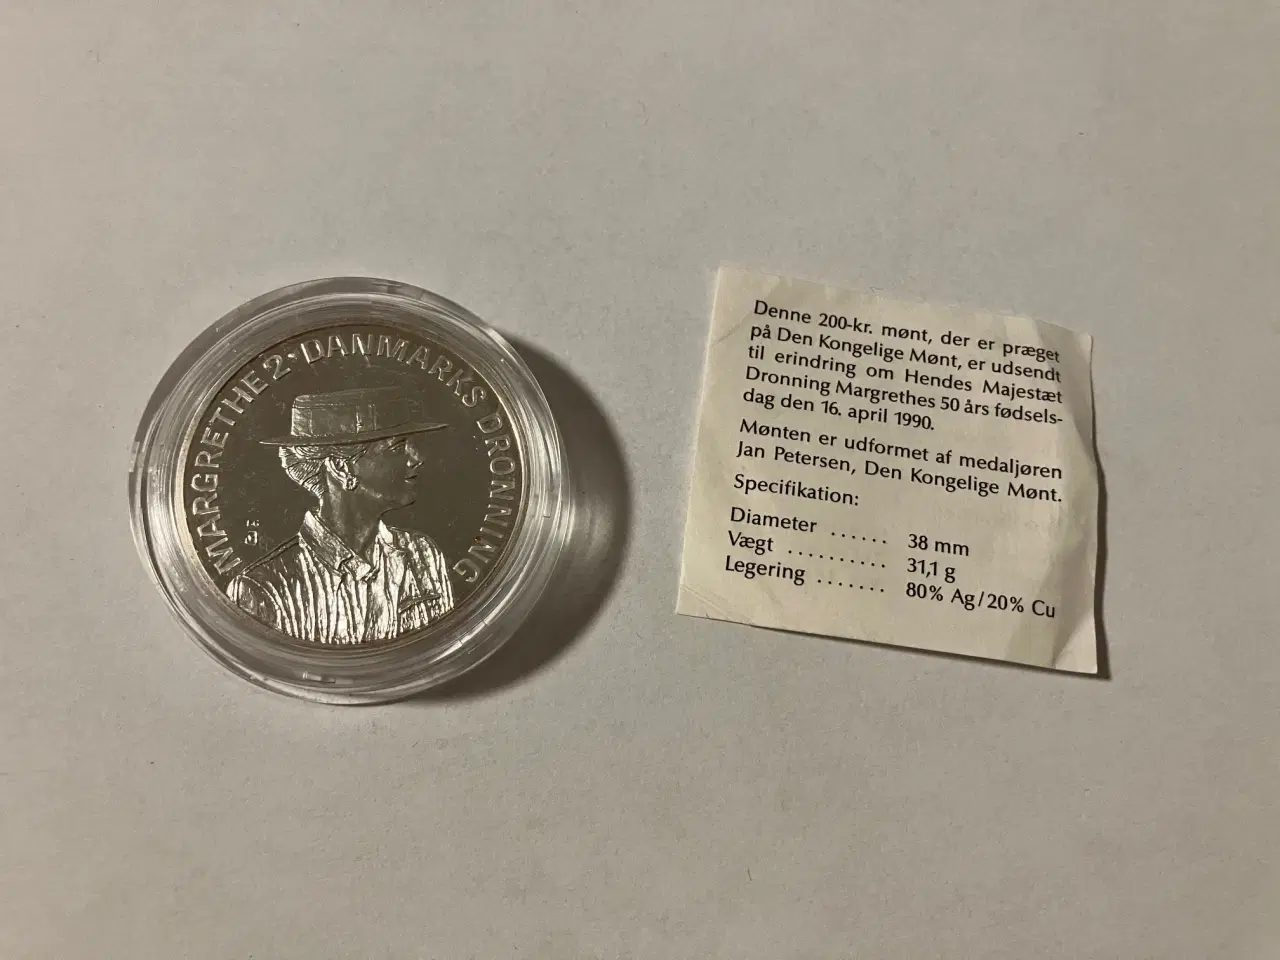 MARGRETHE 2 · DANMARKS DRONNING
Denne 200-kr. mønt, der er præget
på Den Kongelige Mønt, er udsendt
til erindring om Hendes Majestæt
Dronning Margrethes 50 års fødsels-
dag den 16. april 1990.
Mønten er udformet af medaljøren
Jan Petersen, Den Kongelige Mønt.
Specifikation:
Diameter ...... 38 mm
Vægt ......... 31,1 g
Legering ....... 80% Ag/20% Cu